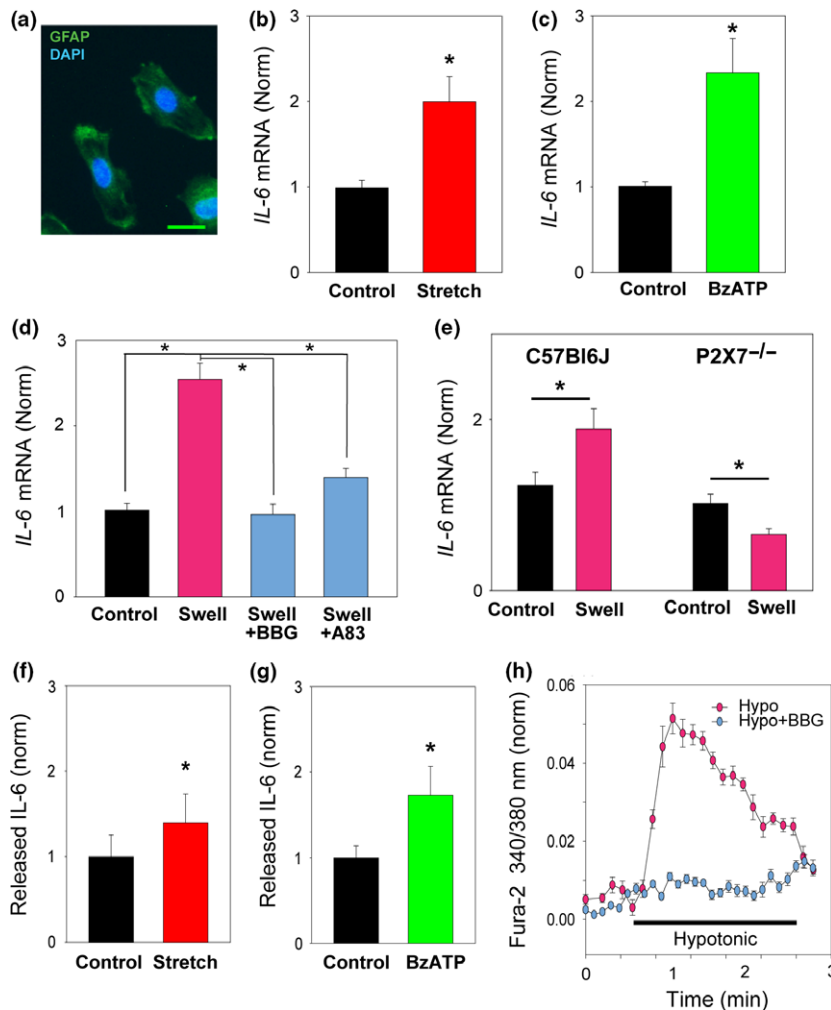 (a)
GFAP
DAPI
(b)
IL-6 mRNA (Norm)
3
2
1
0
*
Control Stretch
(c)
IL-6 mRNA (Norm)
3
2
1
0
*
Control BzATP
(d)
IL-6 mRNA (Norm)
3
2
1
0
* * *
Control Swell Swell Swell
+BBG +A83
(e)
C57Bl6J P2X7−/−
IL-6 mRNA (Norm)
2
1
0
* *
Control Swell Control Swell
(f)
Released IL-6 (norm)
3
2
1
0
*
Control Stretch
(g)
Released IL-6 (norm)
3
2
1
0
*
Control BzATP
(h)
Fura-2 340/380 nm (norm)
0.06
0.05
0.03
0.02
0.00
Hypo
Hypo+BBG
Hypotonic
0 1 2 3
Time (min)